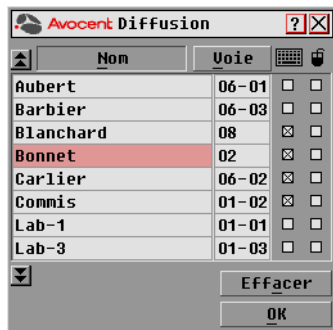 Avocent Diffusion ? X
Nom Voie
Aubert 06-01
Barbier 06-03
Blanchard 08
Bonnet 02
Carlier 06-02
Commis 01-02
Lab-1 01-01
Lab-3 01-03
Effacer
OK